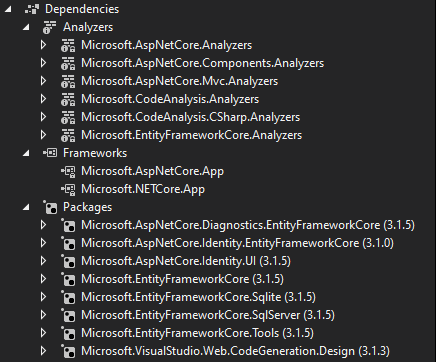 Dependencies
Analyzers
Microsoft.AspNetCore.Analyzers
Microsoft.AspNetCore.Components.Analyzers
Microsoft.AspNetCore.Mvc.Analyzers
Microsoft.CodeAnalysis.Analyzers
Microsoft.CodeAnalysis.CSharp.Analyzers
Microsoft.EntityFrameworkCore.Analyzers
Frameworks
Microsoft.AspNetCore.App
Microsoft.NETCore.App
Packages
Microsoft.AspNetCore.Diagnostics.EntityFrameworkCore (3.1.5)
Microsoft.AspNetCore.Identity.EntityFrameworkCore (3.1.0)
Microsoft.AspNetCore.Identity.UI (3.1.5)
Microsoft.EntityFrameworkCore (3.1.5)
Microsoft.EntityFrameworkCore.Sqlite (3.1.5)
Microsoft.EntityFrameworkCore.SqlServer (3.1.5)
Microsoft.EntityFrameworkCore.Tools (3.1.5)
Microsoft.VisualStudio.Web.CodeGeneration.Design (3.1.3)